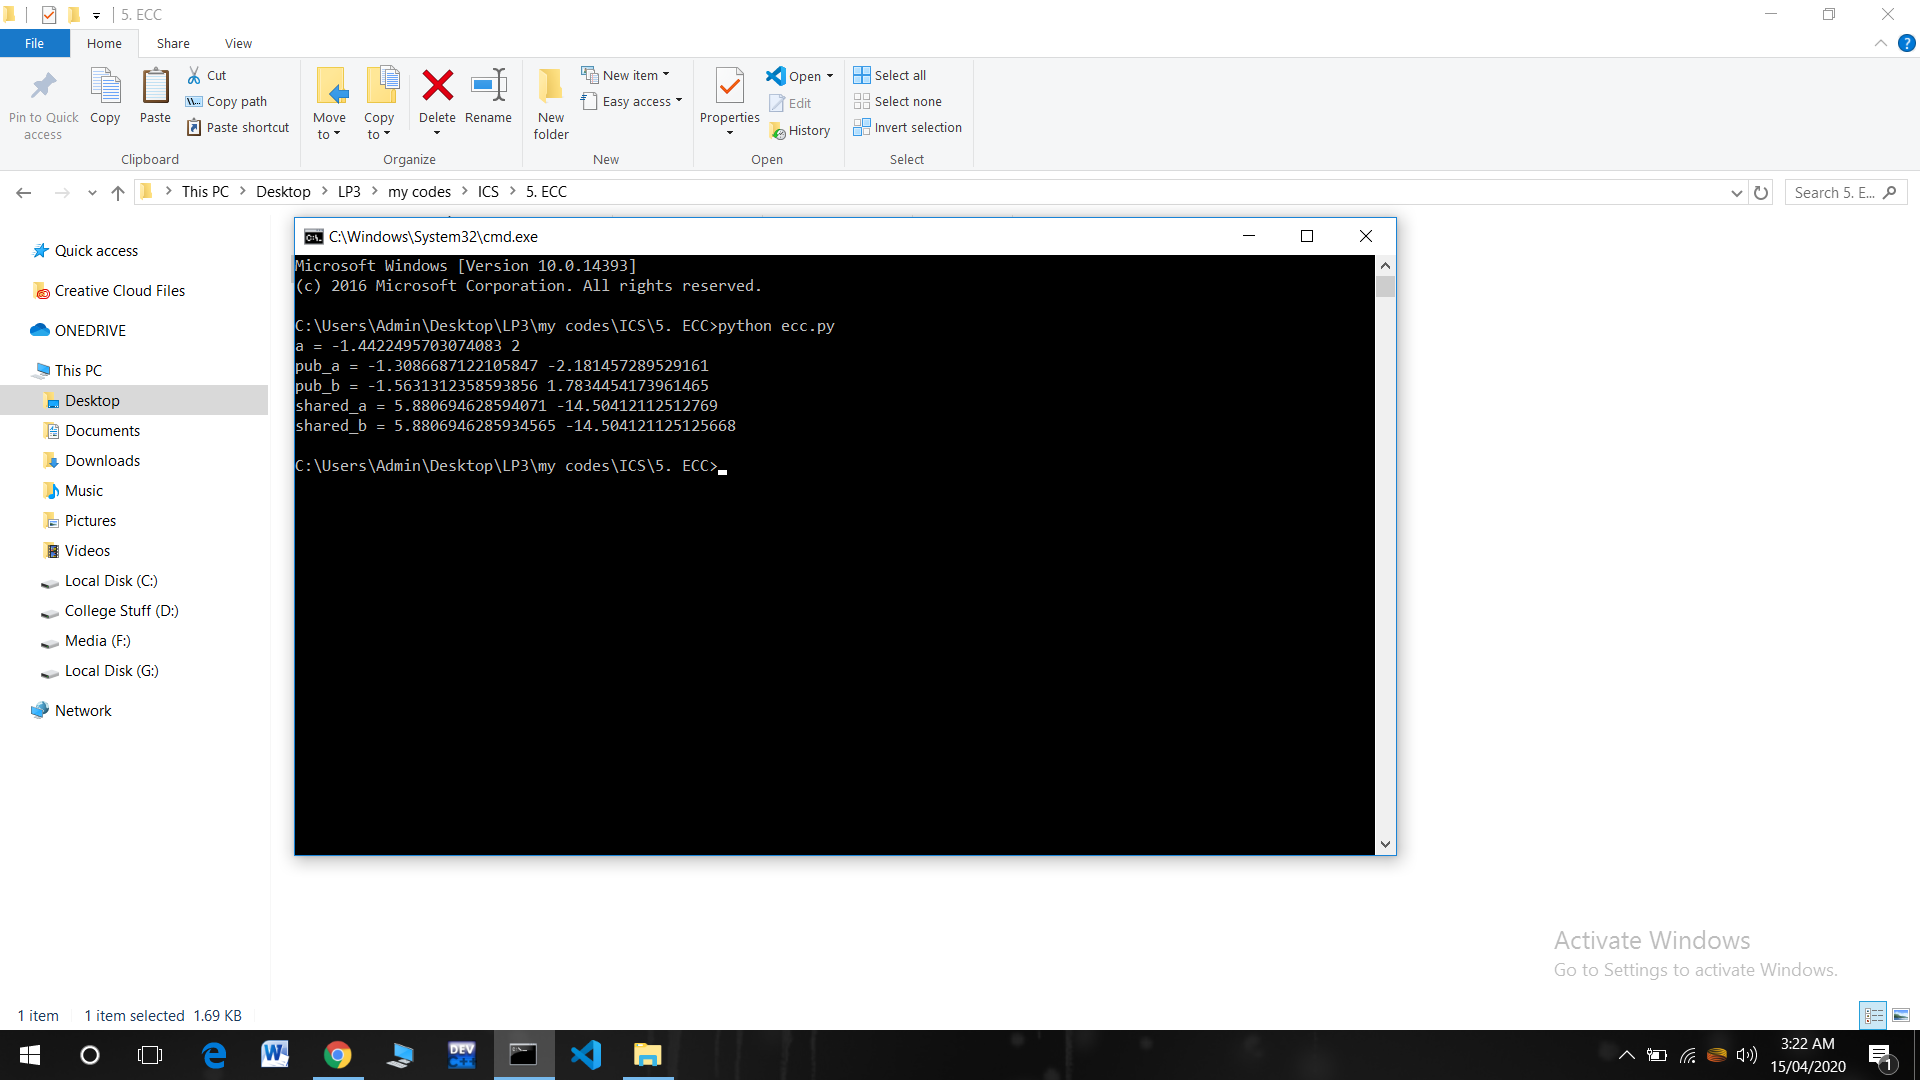 5. ECC
File Home Share View
Pin to Quick access
Copy
Paste
Cut
Copy path
Paste shortcut
Clipboard
Move to
Copy to
Delete
Rename
Organize
New folder
New item
Easy access
New
Properties
Open
Edit
History
Open
Select all
Select none
Invert selection
Select
This PC > Desktop > LP3 > my codes > ICS > 5. ECC
Search 5. E...
Quick access
Creative Cloud Files
ONEDRIVE
This PC
Desktop
Documents
Downloads
Music
Pictures
Videos
Local Disk (C:)
College Stuff (D:)
Media (F:)
Local Disk (G:)
Network
C:\Windows\System32\cmd.exe
Microsoft Windows [Version 10.0.14393]
(c) 2016 Microsoft Corporation. All rights reserved.
C:\Users\Admin\Desktop\LP3\my codes\ICS\5. ECC>python ecc.py
a = -1.4422495703074083 2
pub_a = -1.3086687122105847 -2.181457289529161
pub_b = -1.5631312358593856 1.7834454173961465
shared_a = 5.880694628594071 -14.50412112512769
shared_b = 5.8806946285934565 -14.504121125125668
C:\Users\Admin\Desktop\LP3\my codes\ICS\5. ECC>
Activate Windows
Go to Settings to activate Windows.
1 item 1 item selected 1.69 KB
DEV C++
3:22 AM
15/04/2020
1